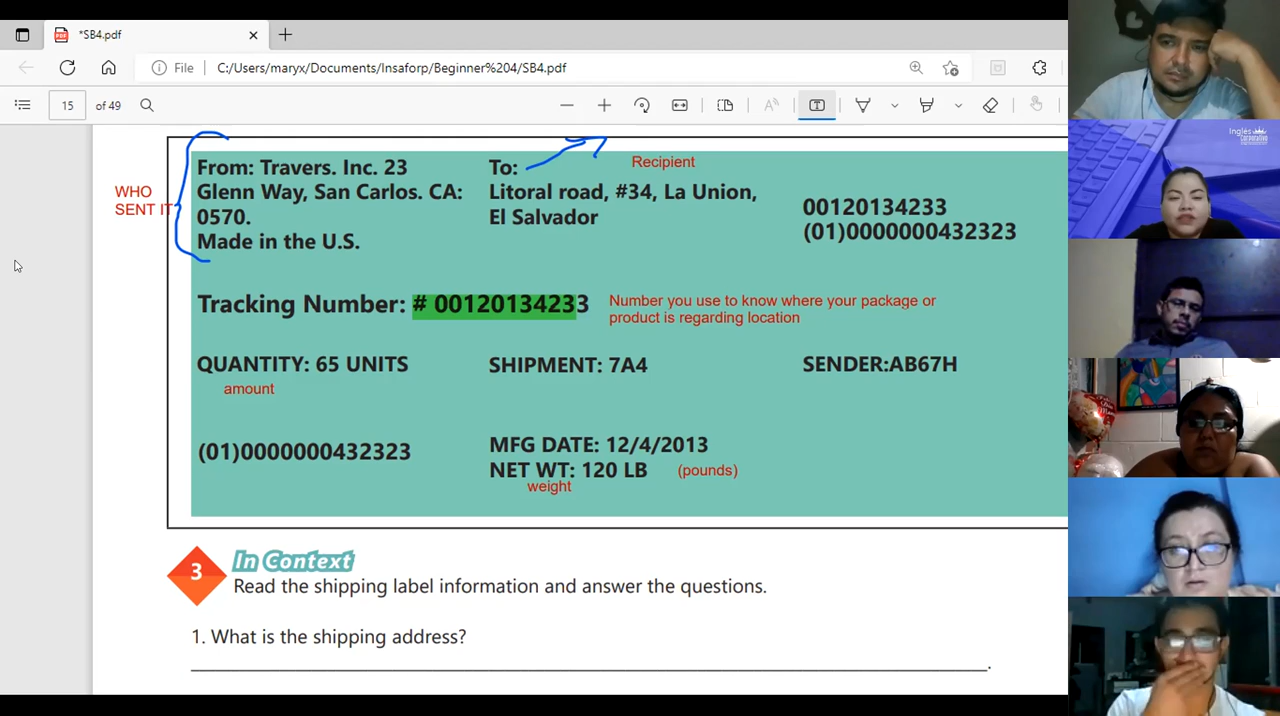 *SB4.pdf
File
C:/Users/maryx/Documents/Insaforp/Beginner%204/SB4.pdf
15
of 49
From: Travers. Inc. 23
Glenn Way, San Carlos. CA:
0570.
Made in the U.S.
WHO
SENT IT
To:
Recipient
Litoral road, #34, La Union,
El Salvador
00120134233
(01)0000000432323
Tracking Number: # 00120134233
Number you use to know where your package or
product is regarding location
QUANTITY: 65 UNITS
amount
SHIPMENT: 7A4
SENDER:AB67H
(01)0000000432323
MFG DATE: 12/4/2013
NET WT: 120 LB
(pounds)
weight
3
In Context
Read the shipping label information and answer the questions.
1. What is the shipping address?
Inglés
Corporativo